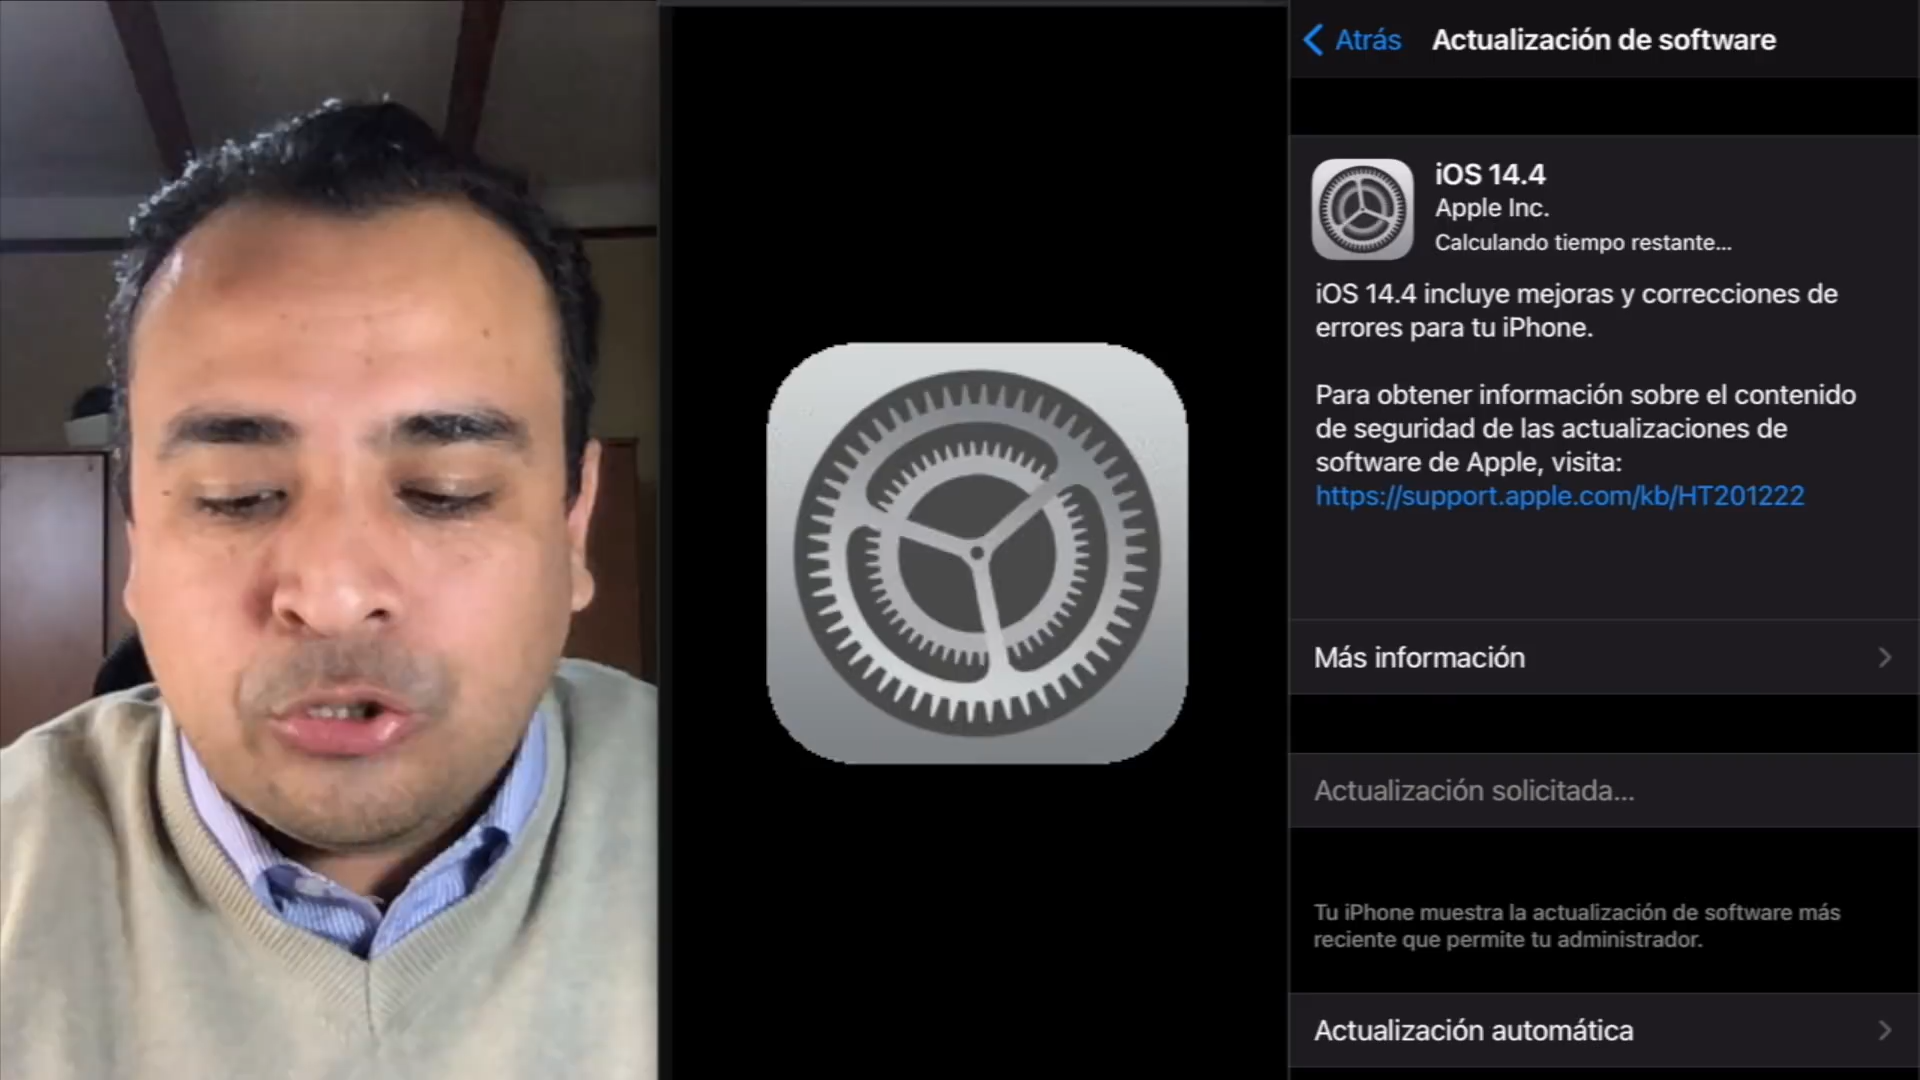 Atrás
Actualización de software
iOS 14.4
Apple Inc.
Calculando tiempo restante...
iOS 14.4 incluye mejoras y correcciones de
errores para tu iPhone.
Para obtener información sobre el contenido
de seguridad de las actualizaciones de
software de Apple, visita:
https://support.apple.com/kb/HT201222
Más información
Actualización solicitada...
Tu iPhone muestra la actualización de software más
reciente que permite tu administrador.
Actualización automática